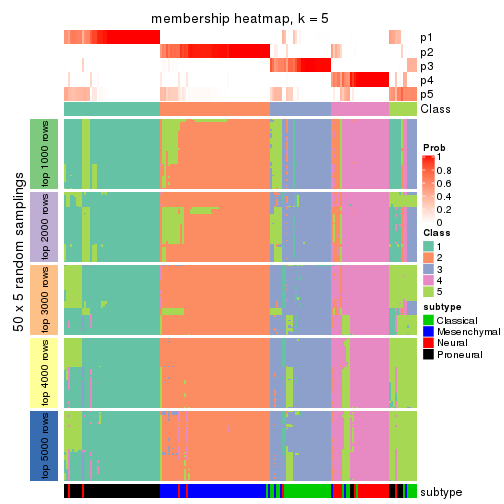 membership heatmap, k = 5
p1
p2
p3
p4
p5
Class
50 x 5 random samplings
top 1000 rows
top 2000 rows
top 3000 rows
top 4000 rows
top 5000 rows
Prob
1
0.8
0.6
0.4
0.2
0
Class
1
2
3
4
5
subtype
Classical
Mesenchymal
Neural
Proneural
subtype